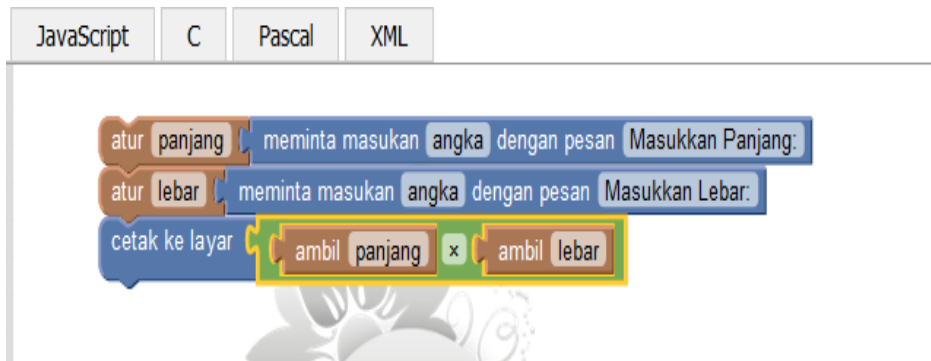 JavaScript C Pascal XML
atur panjang meminta masukan angka dengan pesan Masukkan Panjang:
atur lebar meminta masukan angka dengan pesan Masukkan Lebar:
cetak ke layar ambil panjang × ambil lebar